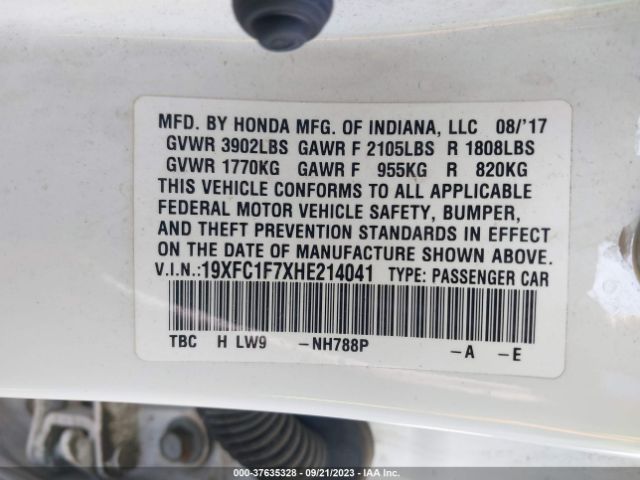 MFD. BY HONDA MFG. OF INDIANA, LLC 08/'17
GVWR 3902LBS GAWR F 2105LBS R 1808LBS
GVWR 1770KG GAWR F 955KG R 820KG
THIS VEHICLE CONFORMS TO ALL APPLICABLE
FEDERAL MOTOR VEHICLE SAFETY, BUMPER,
AND THEFT PREVENTION STANDARDS IN EFFECT
ON THE DATE OF MANUFACTURE SHOWN ABOVE.
V.I.N.:19XFC1F7XHE214041 TYPE: PASSENGER CAR
TBC H LW9 -NH788P -A -E
000-37635328 - 09/21/2023 - IAA Inc.